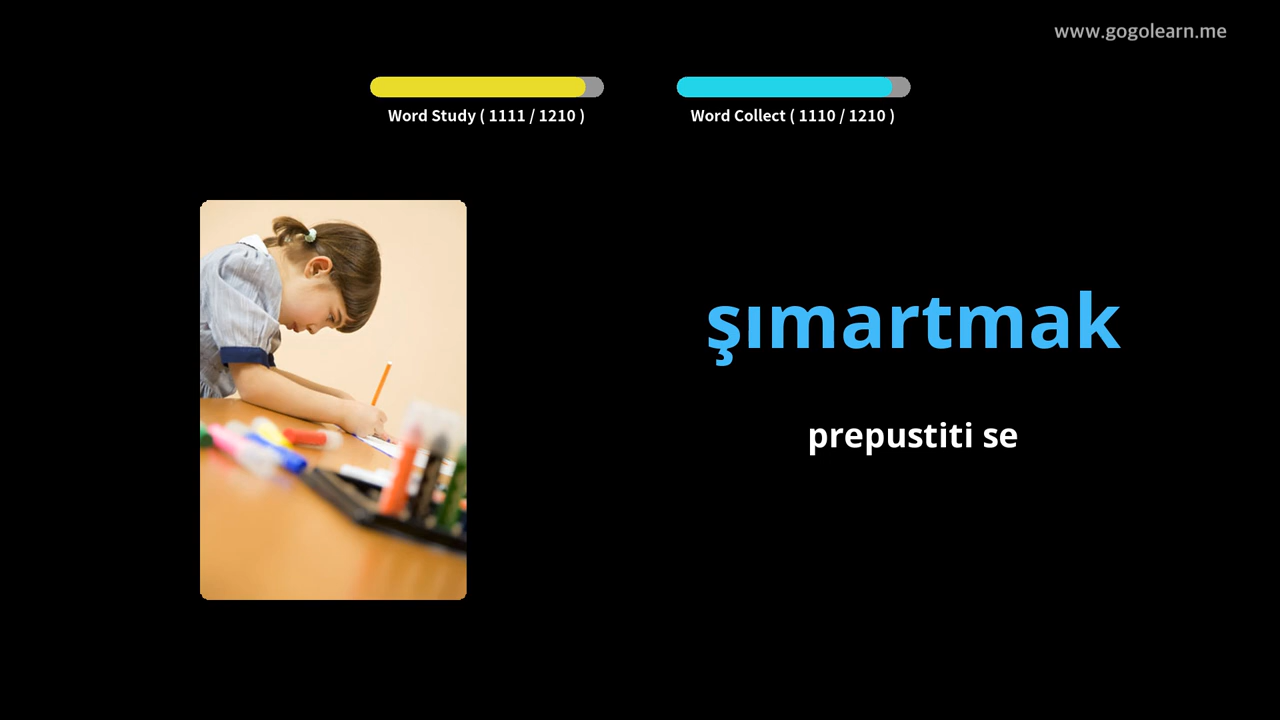 www.gogolearn.me
Word Study ( 1111 / 1210 )
Word Collect ( 1110 / 1210 )
şımartmak
prepustiti se